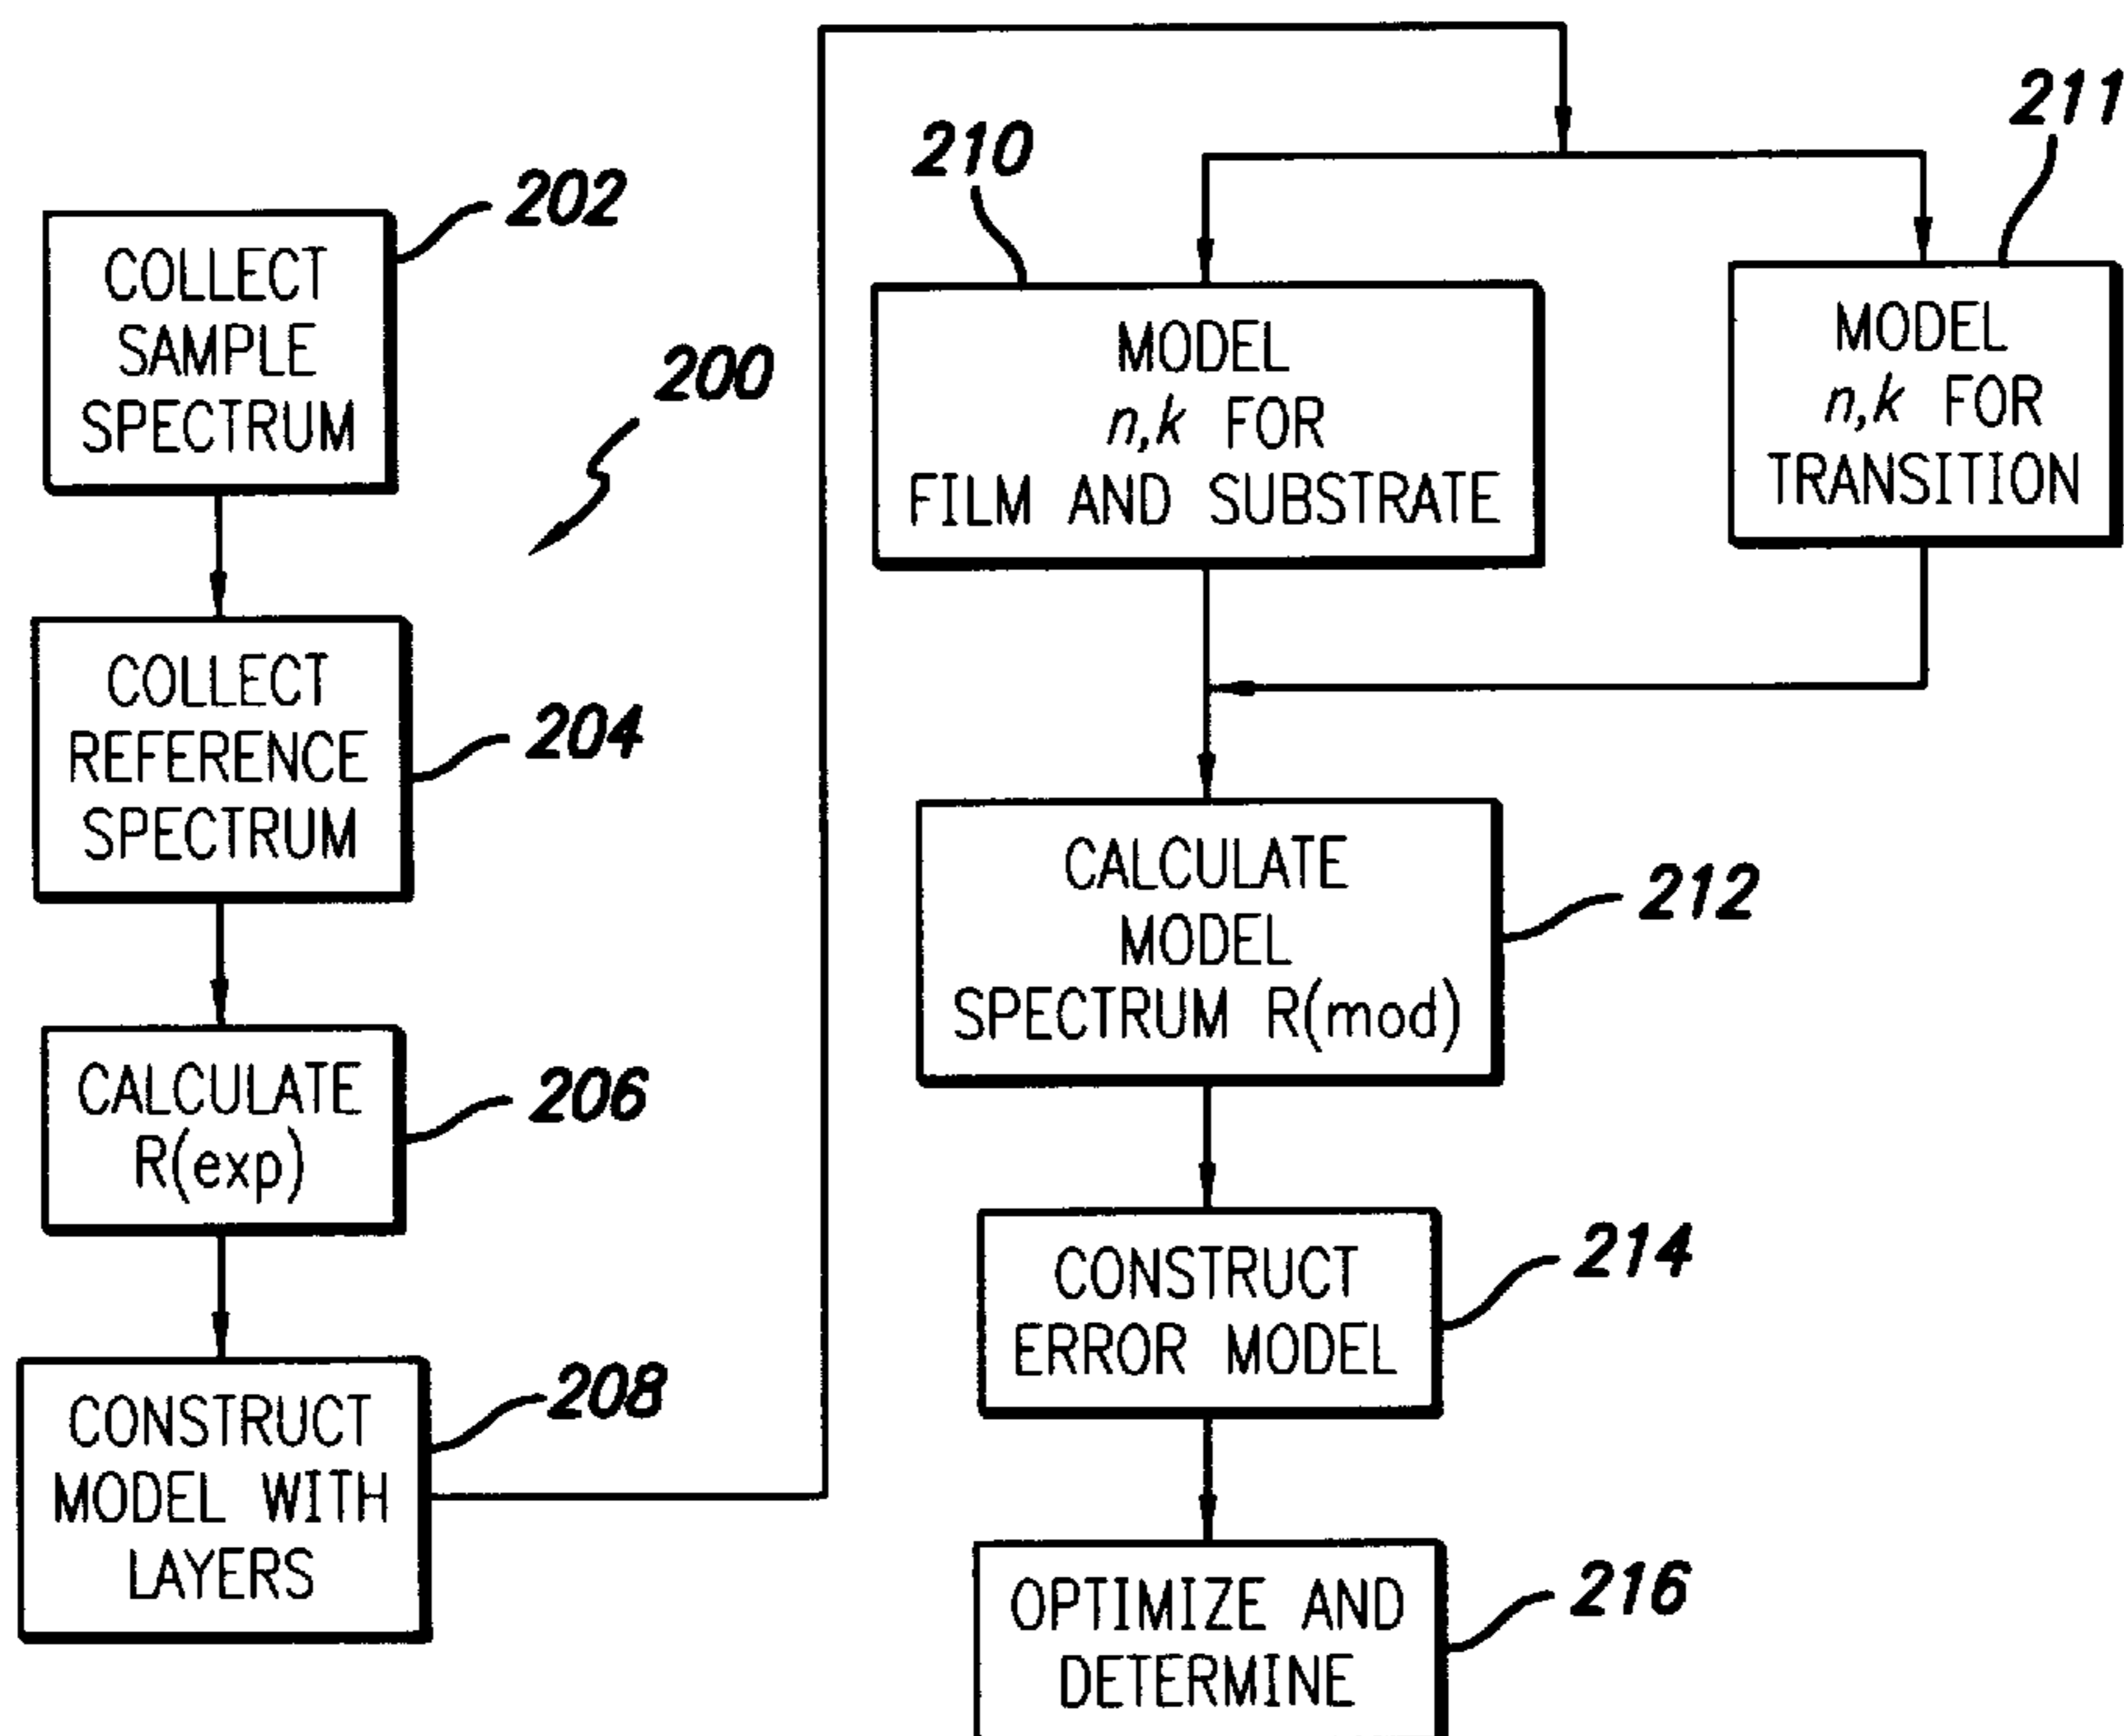 202
COLLECT
SAMPLE
SPECTRUM
200
COLLECT
REFERENCE
SPECTRUM
204
CALCULATE
R(exp)
206
CONSTRUCT
MODEL WITH
LAYERS
208
210
MODEL
n,k FOR
FILM AND SUBSTRATE
211
MODEL
n,k FOR
TRANSITION
CALCULATE
MODEL
SPECTRUM R(mod)
212
CONSTRUCT
ERROR MODEL
214
OPTIMIZE AND
DETERMINE
216